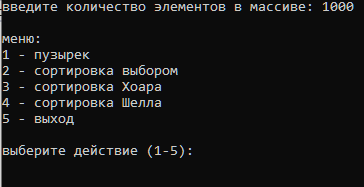 введите количество элементов в массиве: 1000
меню:
1 - пузырек
2 - сортировка выбором
3 - сортировка Хоара
4 - сортировка Шелла
5 - выход
выберите действие (1-5):